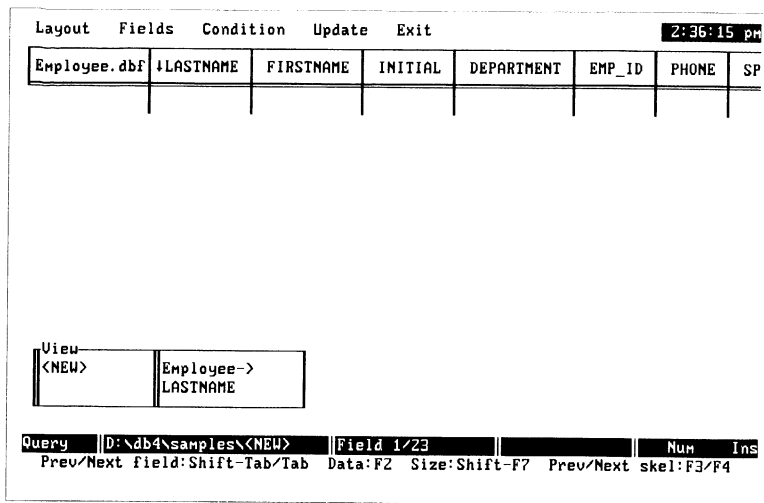 Layout Fields Condition Update Exit 2:36:15 pm
Employee.dbf ↓LASTNAME FIRSTNAME INITIAL DEPARTMENT EMP_ID PHONE SP
View
<NEW> Employee->
LASTNAME
Query D:\db4\samples\<NEW> Field 1/23 Num Ins
Prev/Next field:Shift-Tab/Tab Data:F2 Size:Shift-F7 Prev/Next skel:F3/F4